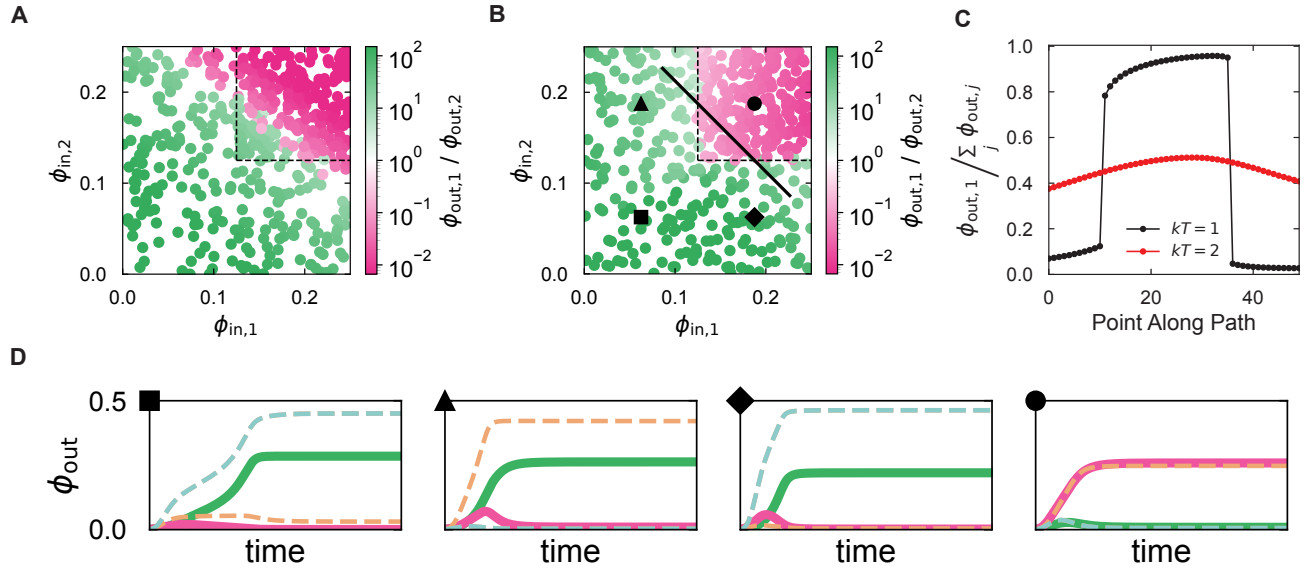 A
B
C
0.2
0.1
0.0
ϕin,2
0.0
0.1
0.2
ϕin,1
10²
10¹
10⁰
10⁻¹
10⁻²
ϕout,1 / ϕout,2
0.2
0.1
0.0
ϕin,2
0.0
0.1
0.2
ϕin,1
10²
10¹
10⁰
10⁻¹
10⁻²
ϕout,1 / ϕout,2
1.0
0.8
0.6
0.4
0.2
0.0
ϕout,1 / Σj ϕout,j
kT = 1
kT = 2
0
20
40
Point Along Path
D
0.5
0.0
ϕout
time
time
time
time